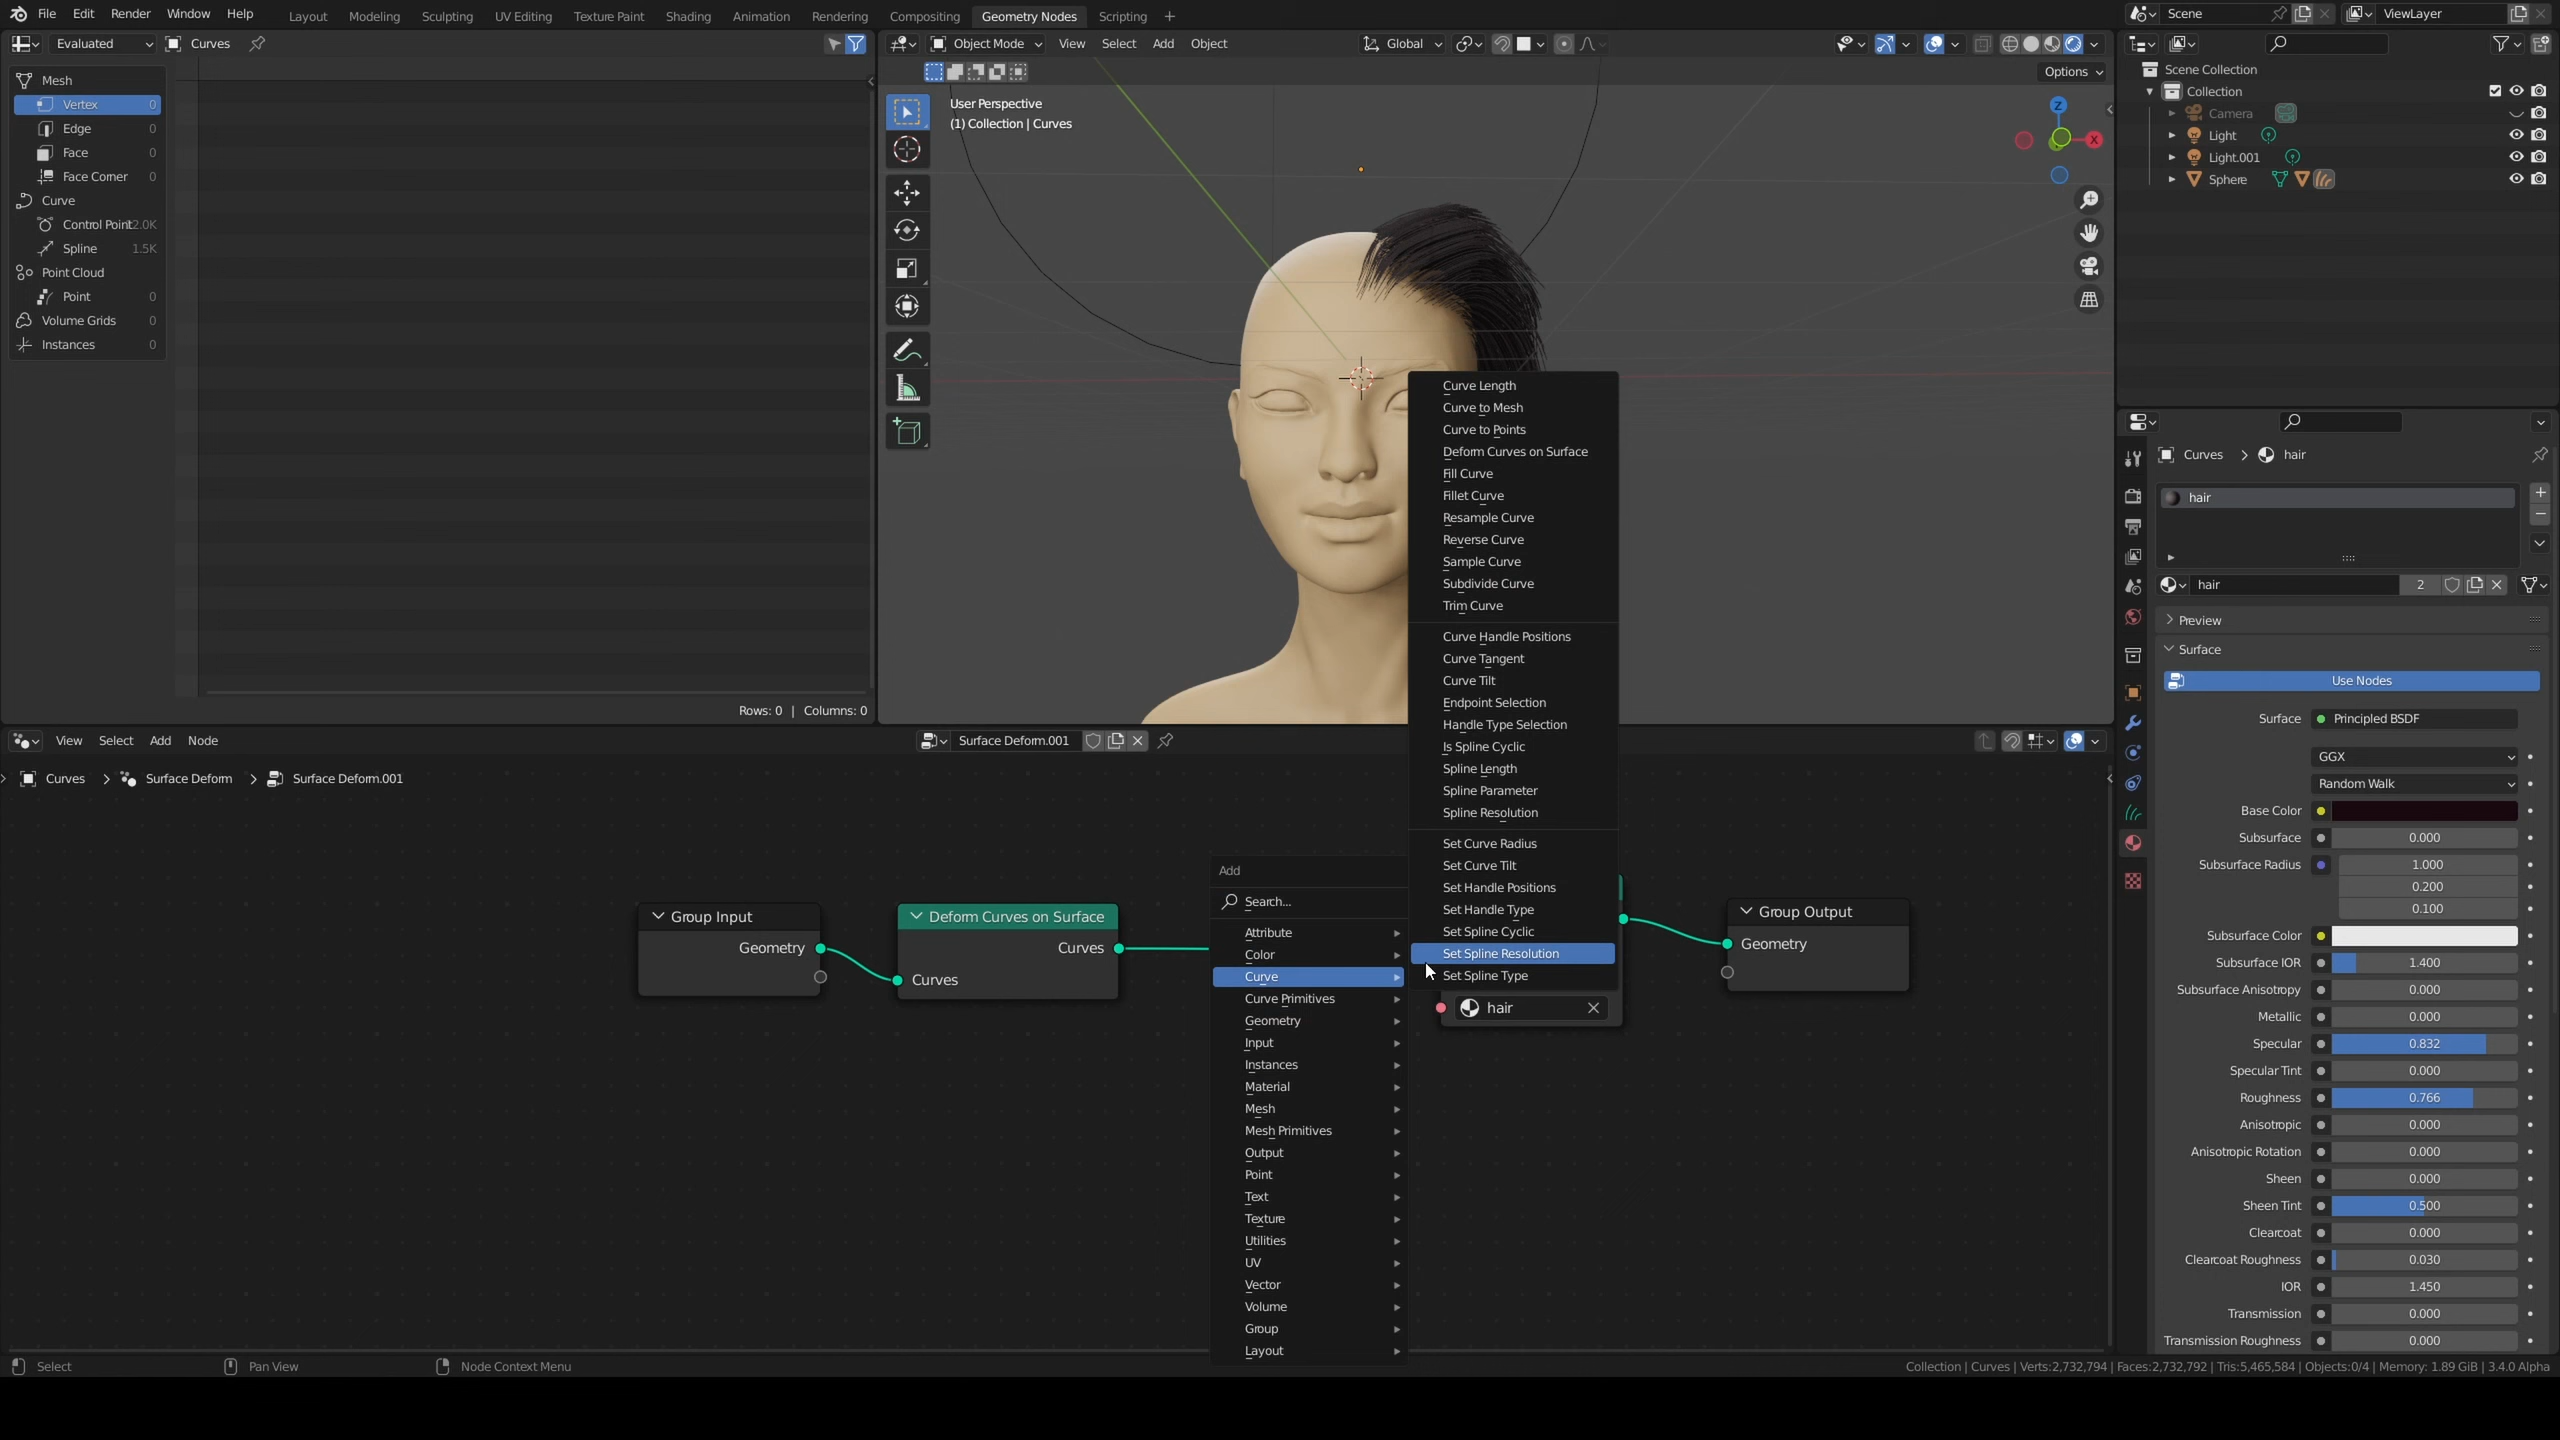 File Edit Render Window Help Layout Modeling Sculpting UV Editing Texture Paint Shading Animation Rendering Compositing Geometry Nodes Scripting + Scene ViewLayer
Evaluated Curves
Object Mode View Select Add Object Global
Options
Mesh
Vertex 0
Edge 0
Face 0
Face Corner 0
Curve
Control Point 2.0K
Spline 1.5K
Point Cloud
Point 0
Volume Grids 0
Instances 0
Rows: 0 | Columns: 0
User Perspective
(1) Collection | Curves
Z
X
Scene Collection
Collection
Camera
Light
Light.001
Sphere
View Select Add Node Surface Deform.001
Curves > Surface Deform > Surface Deform.001
Group Input
Geometry
Deform Curves on Surface
Curves
Curves
Group Output
Geometry
hair
Add
Search...
Attribute
Color
Curve
Curve Primitives
Geometry
Input
Instances
Material
Mesh
Mesh Primitives
Output
Point
Text
Texture
Utilities
UV
Vector
Volume
Group
Layout
Curve Length
Curve to Mesh
Curve to Points
Deform Curves on Surface
Fill Curve
Fillet Curve
Resample Curve
Reverse Curve
Sample Curve
Subdivide Curve
Trim Curve
Curve Handle Positions
Curve Tangent
Curve Tilt
Endpoint Selection
Handle Type Selection
Is Spline Cyclic
Spline Length
Spline Parameter
Spline Resolution
Set Curve Radius
Set Curve Tilt
Set Handle Positions
Set Handle Type
Set Spline Cyclic
Set Spline Resolution
Set Spline Type
Curves > hair
hair
hair 2
Preview
Surface
Use Nodes
Surface Principled BSDF
GGX
Random Walk
Base Color
Subsurface 0.000
Subsurface Radius 1.000
0.200
0.100
Subsurface Color
Subsurface IOR 1.400
Subsurface Anisotropy 0.000
Metallic 0.000
Specular 0.832
Specular Tint 0.000
Roughness 0.766
Anisotropic 0.000
Anisotropic Rotation 0.000
Sheen 0.000
Sheen Tint 0.500
Clearcoat 0.000
Clearcoat Roughness 0.030
IOR 1.450
Transmission 0.000
Transmission Roughness 0.000
Select Pan View Node Context Menu Collection | Curves | Verts:2,732,794 | Faces:2,732,792 | Tris:5,465,584 | Objects:0/4 | Memory: 1.89 GiB | 3.4.0 Alpha